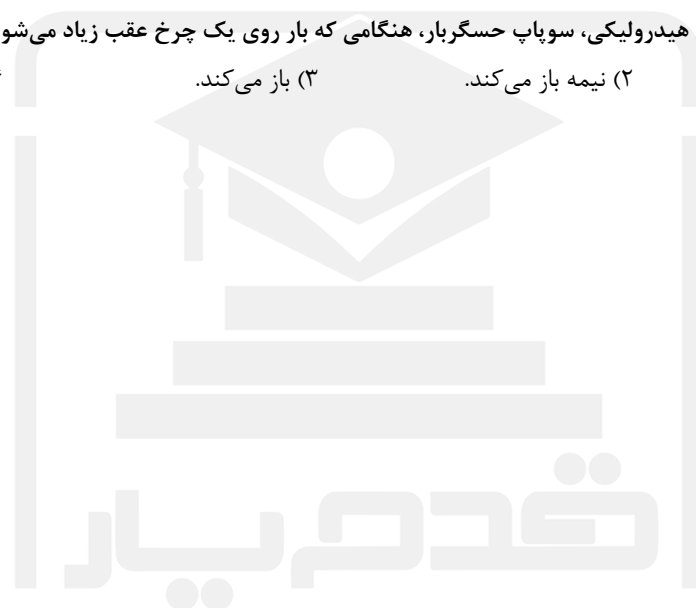 هیدرولیکی، سوپاپ حسگربار، هنگامی که بار روی یک چرخ عقب زیاد می‌شو
۲) نیمه باز می‌کند. ۳) باز می‌کند.
قدم یار